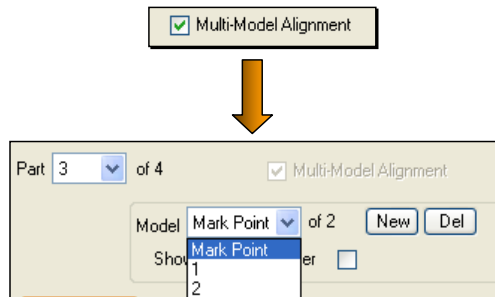 Multi-Model Alignment
Part 3 of 4 Multi-Model Alignment
Model Mark Point of 2 New Del
Mark Point
1
2